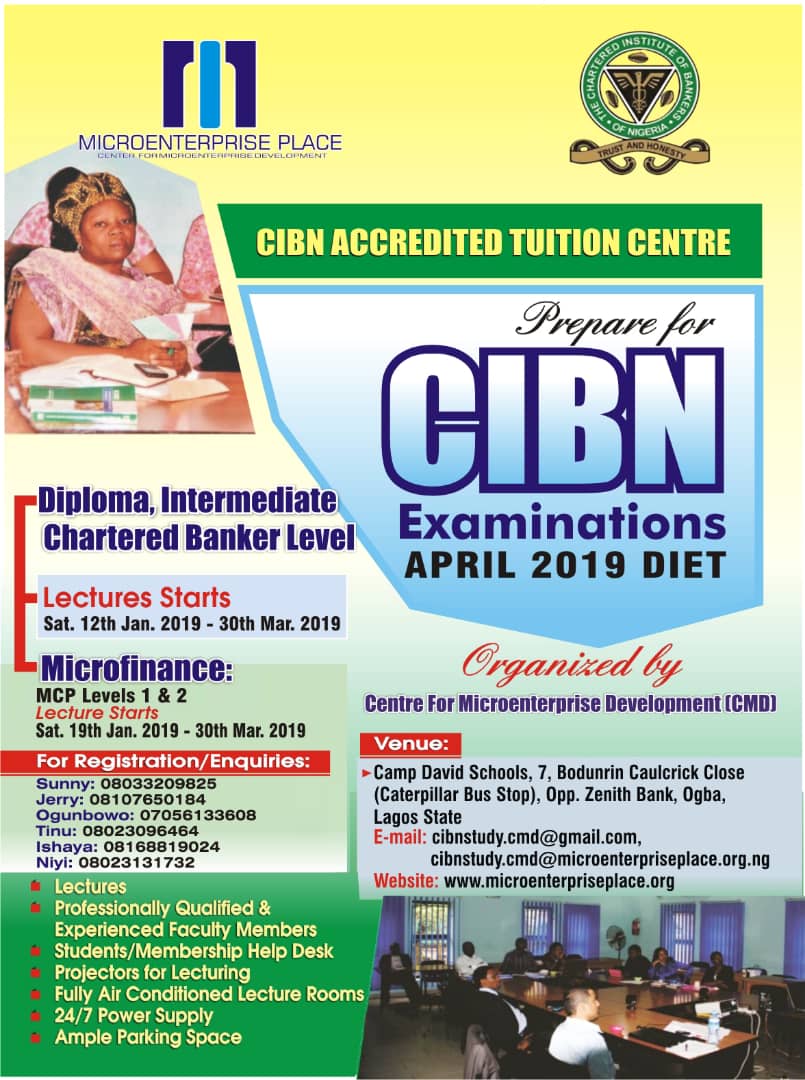 MICROENTERPRISE PLACE
CENTER FOR MICROENTERPRISE DEVELOPMENT
THE CHARTERED INSTITUTE OF BANKERS
OF NIGERIA
TRUST AND HONESTY
CIBN ACCREDITED TUITION CENTRE
Prepare for
CIBN
Examinations
APRIL 2019 DIET
Diploma, Intermediate
Chartered Banker Level
Lectures Starts
Sat. 12th Jan. 2019 - 30th Mar. 2019
Microfinance:
MCP Levels 1 & 2
Lecture Starts
Sat. 19th Jan. 2019 - 30th Mar. 2019
Organized by
Centre For Microenterprise Development (CMD)
For Registration/Enquiries:
Sunny: 08033209825
Jerry: 08107650184
Ogunbowo: 07056133608
Tinu: 08023096464
Ishaya: 08168819024
Niyi: 08023131732
Venue:
Camp David Schools, 7, Bodunrin Caulcrick Close
(Caterpillar Bus Stop), Opp. Zenith Bank, Ogba,
Lagos State
E-mail: cibnstudy.cmd@gmail.com,
cibnstudy.cmd@microenterpriseplace.org.ng
Website: www.microenterpriseplace.org
Lectures
Professionally Qualified &
Experienced Faculty Members
Students/Membership Help Desk
Projectors for Lecturing
Fully Air Conditioned Lecture Rooms
24/7 Power Supply
Ample Parking Space